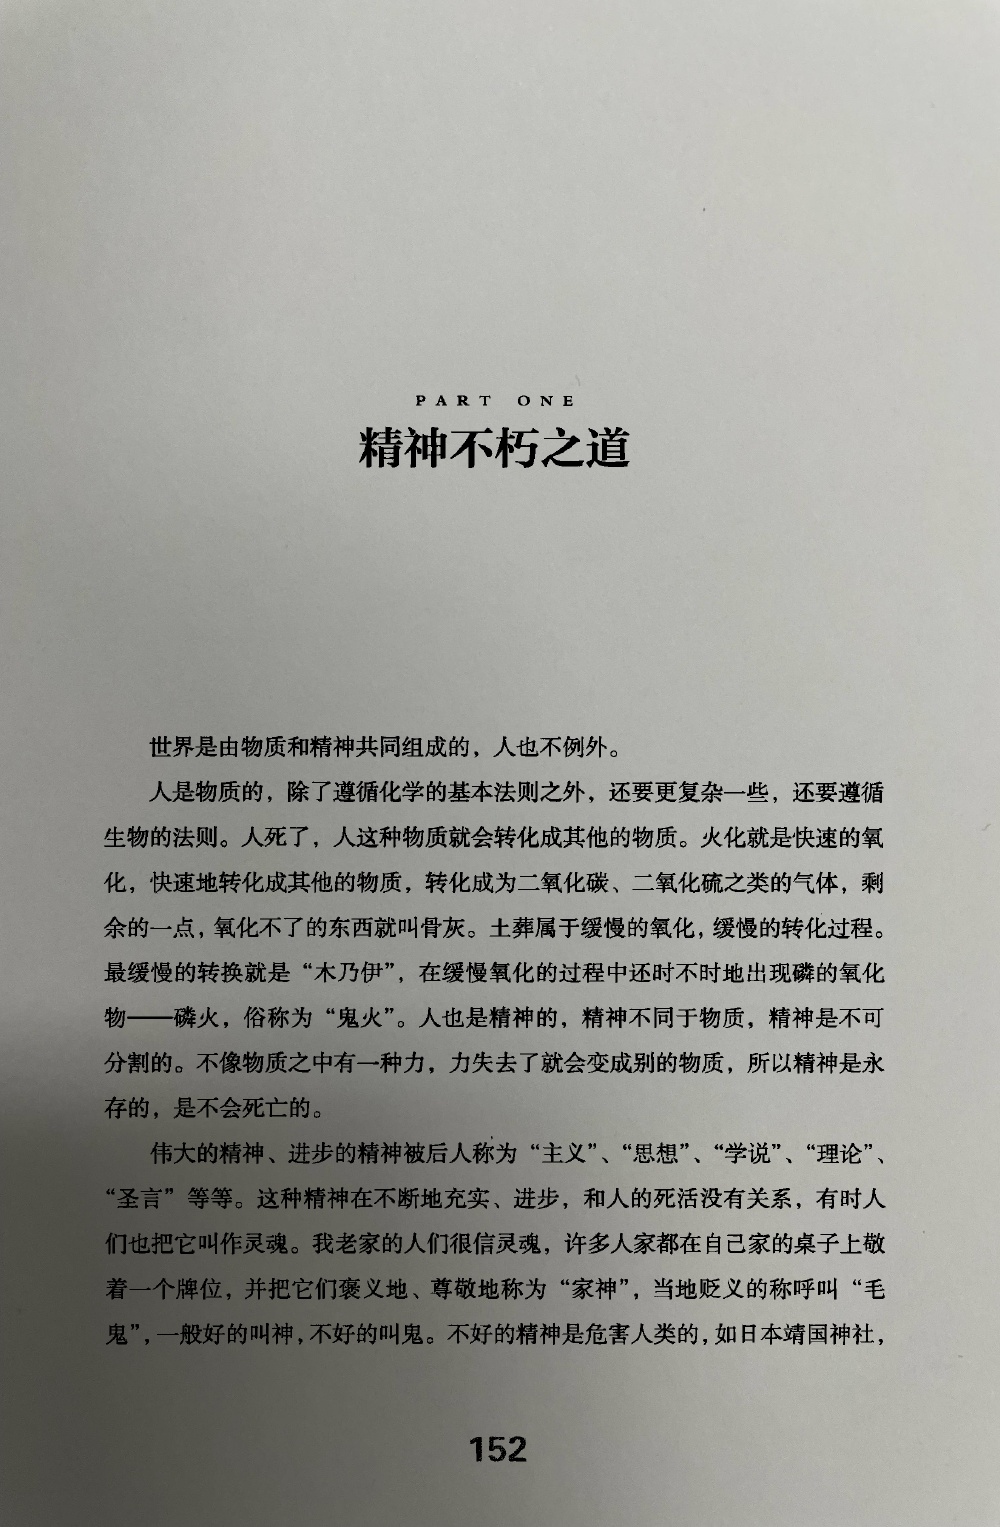 PART ONE
精神不朽之道
世界是由物质和精神共同组成的，人也不例外。
人是物质的，除了遵循化学的基本法则之外，还要更复杂一些，还要遵循
生物的法则。人死了，人这种物质就会转化成其他的物质。火化就是快速的氧
化，快速地转化成其他的物质，转化成为二氧化碳、二氧化硫之类的气体，剩
余的一点，氧化不了的东西就叫骨灰。土葬属于缓慢的氧化，缓慢的转化过程。
最缓慢的转换就是“木乃伊”，在缓慢氧化的过程中还时不时地出现磷的氧化
物——磷火，俗称为“鬼火”。人也是精神的，精神不同于物质，精神是不可
分割的。不像物质之中有一种力，力失去了就会变成别的物质，所以精神是永
存的，是不会死亡的。
伟大的精神、进步的精神被后人称为“主义”、“思想”、“学说”、“理论”、
“圣言”等等。这种精神在不断地充实、进步，和人的死活没有关系，有时人
们也把它叫作灵魂。我老家的人们很信灵魂，许多人家都在自己家的桌子上敬
着一个牌位，并把它们褒义地、尊敬地称为“家神”，当地贬义的称呼叫“毛
鬼”，一般好的叫神，不好的叫鬼。不好的精神是危害人类的，如日本靖国神社，
152